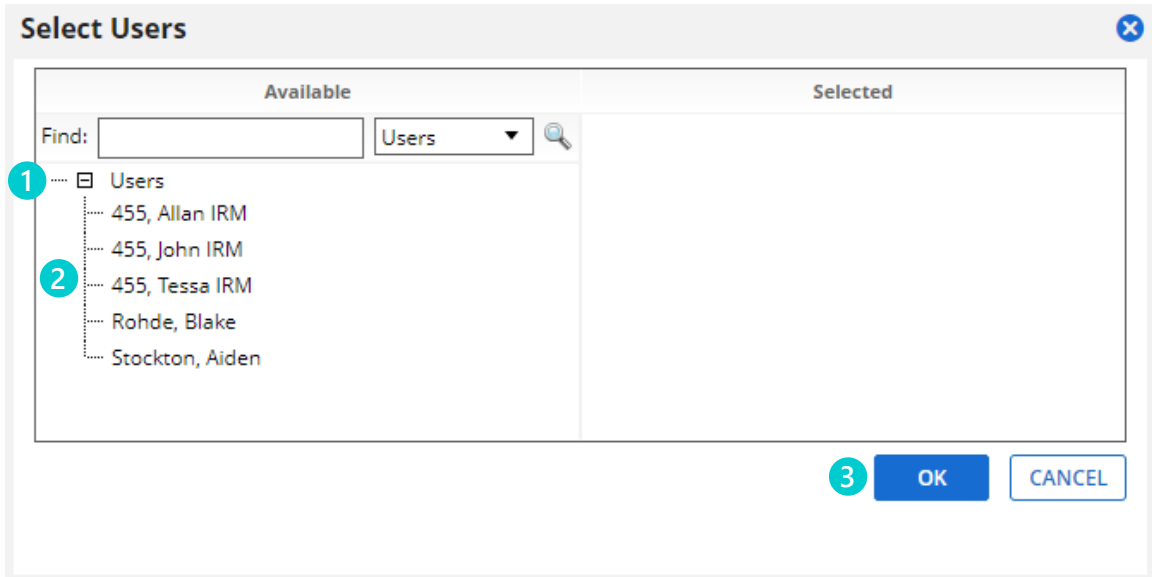 Select Users
Available
Selected
Find:
Users
1
Users
455, Allan IRM
455, John IRM
2
455, Tessa IRM
Rohde, Blake
Stockton, Aiden
3
OK
CANCEL